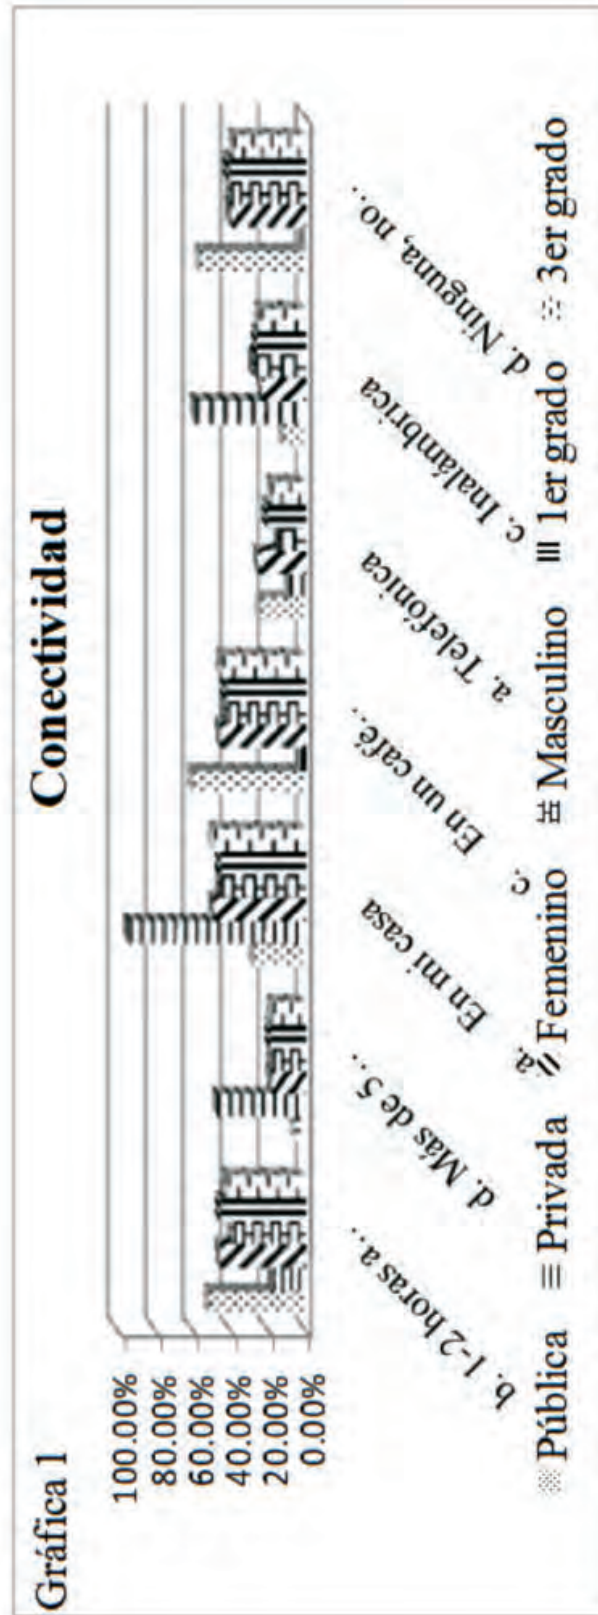 Gráfica 1
Conectividad
100.00%
80.00%
60.00%
40.00%
20.00%
0.00%
b. 1-2 horas a…
d. Más de 5…
a. En mi casa
c. En un café…
a. Telefónica
c. Inalámbrica
d. Ninguna, no…
Pública Privada Femenino Masculino 1er grado 3er grado